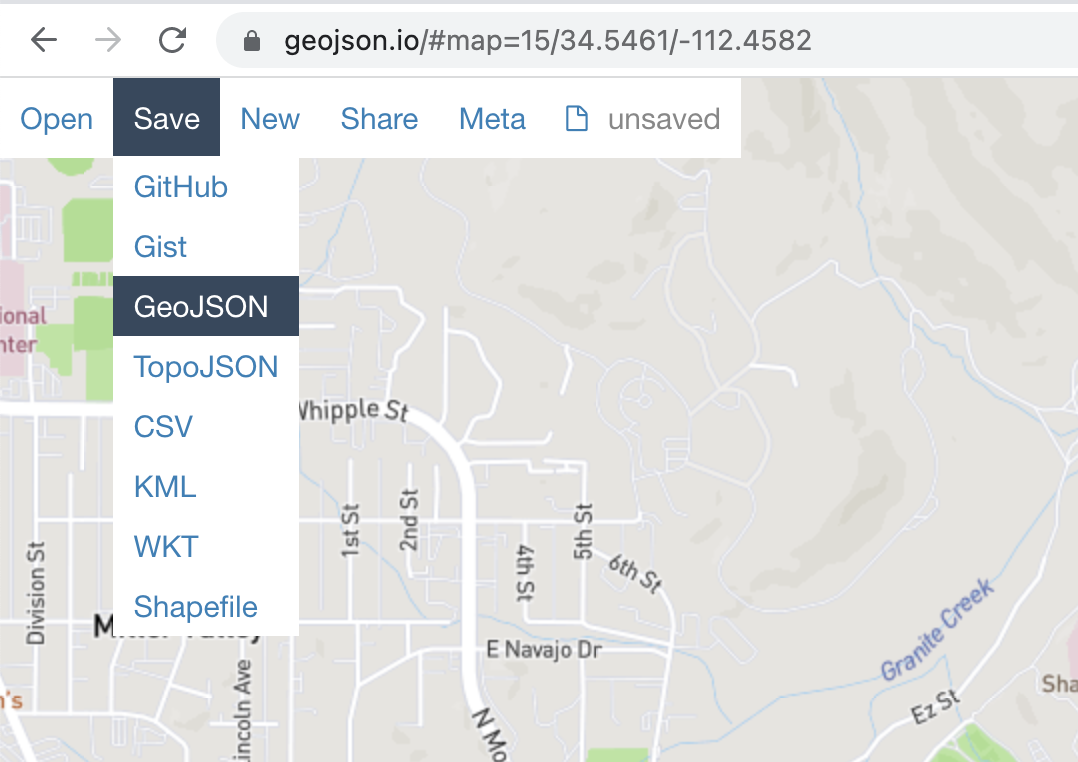 geojson.io/#map=15/34.5461/-112.4582
Open Save New Share Meta unsaved
GitHub
Gist
GeoJSON
TopoJSON
CSV
KML
WKT
Shapefile
ional
nter
Whipple St
1st St
2nd St
4th St
5th St
6th St
Division St
E Navajo Dr
Granite Creek
Ez St
Sha
incoln Ave
N Mo
n's